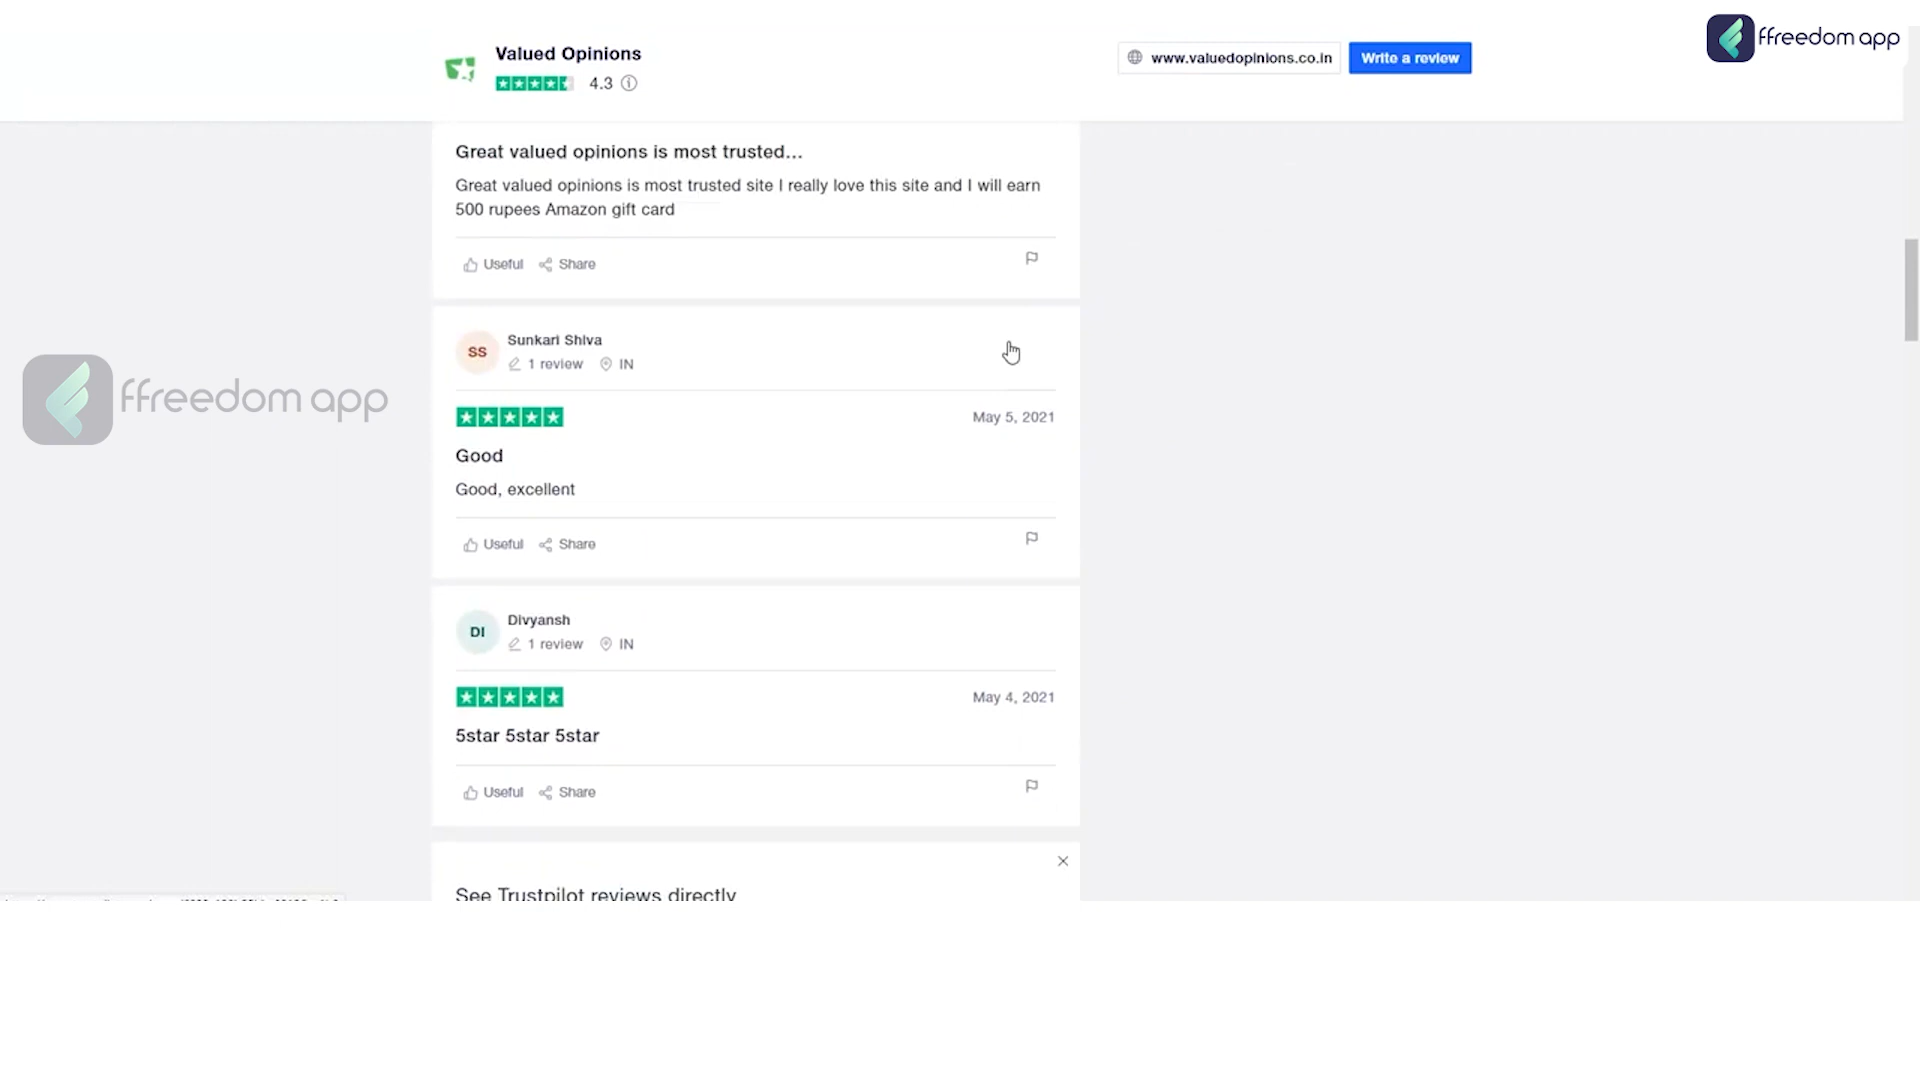 ffreedom app
Valued Opinions
4.3
www.valuedopinions.co.in
Write a review
Great valued opinions is most trusted...
Great valued opinions is most trusted site I really love this site and I will earn
500 rupees Amazon gift card
Useful Share
SS
Sunkari Shiva
1 review IN
ffreedom app
May 5, 2021
Good
Good, excellent
Useful Share
DI
Divyansh
1 review IN
May 4, 2021
5star 5star 5star
Useful Share
See Trustpilot reviews directly